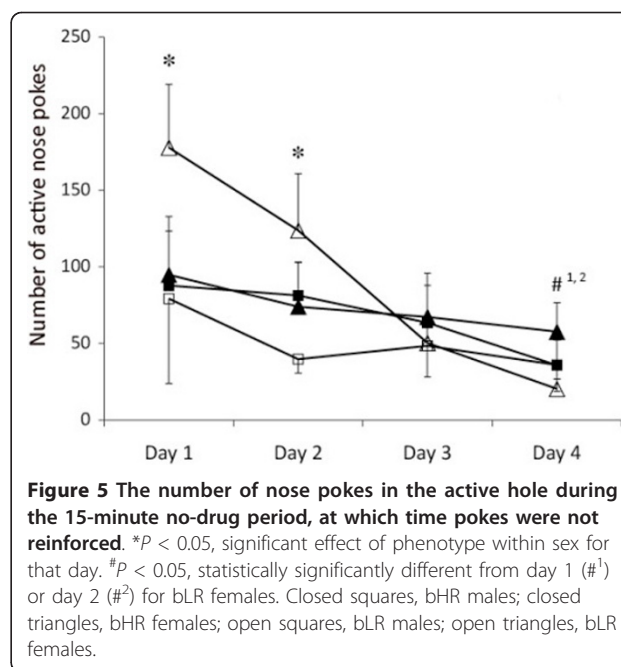 250
200
150
100
50
0
Number of active nose pokes
*
*
# 1, 2
Day 1 Day 2 Day 3 Day 4
Figure 5 The number of nose pokes in the active hole during
the 15-minute no-drug period, at which time pokes were not
reinforced. *P < 0.05, significant effect of phenotype within sex for
that day. #P < 0.05, statistically significantly different from day 1 (#1)
or day 2 (#2) for bLR females. Closed squares, bHR males; closed
triangles, bHR females; open squares, bLR males; open triangles, bLR
females.